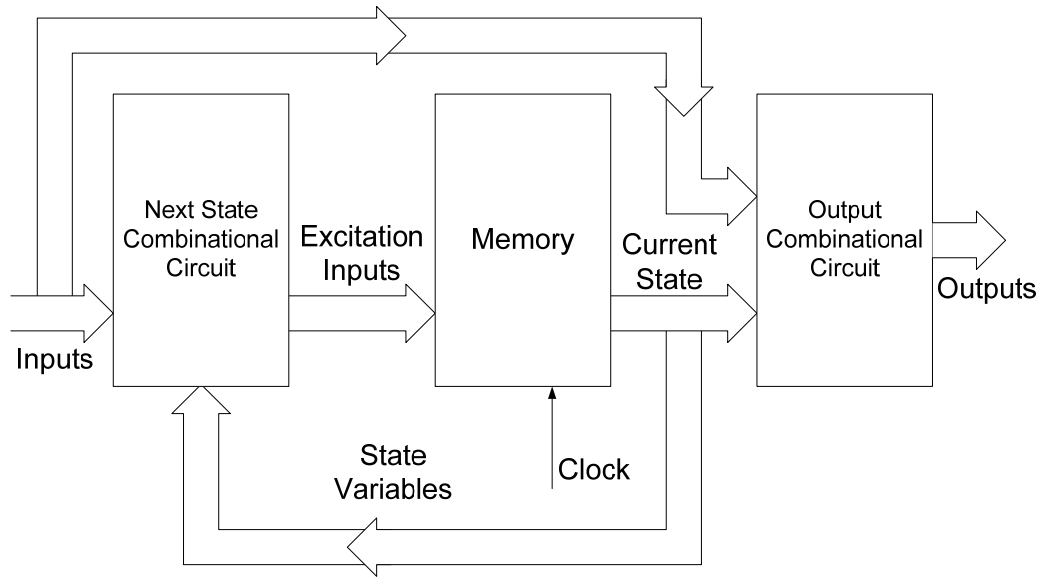 Next State
Combinational
Circuit
Excitation
Inputs
Memory
Current
State
Output
Combinational
Circuit
Outputs
Inputs
State
Variables
Clock